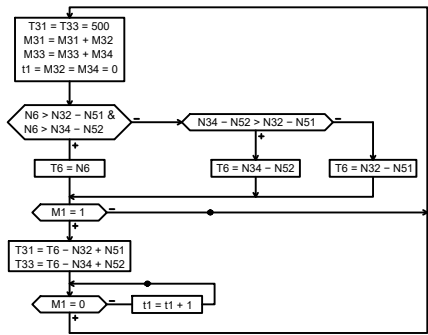 T31 = T33 = 500
M31 = M31 + M32
M33 = M33 + M34
t1 = M32 = M34 = 0
N6 > N32 – N51 &
N6 > N34 – N52
–
N34 – N52 > N32 – N51
–
+
+
T6 = N6
T6 = N34 – N52
T6 = N32 – N51
M1 = 1
–
+
T31 = T6 – N32 + N51
T33 = T6 – N34 + N52
M1 = 0
–
t1 = t1 + 1
+